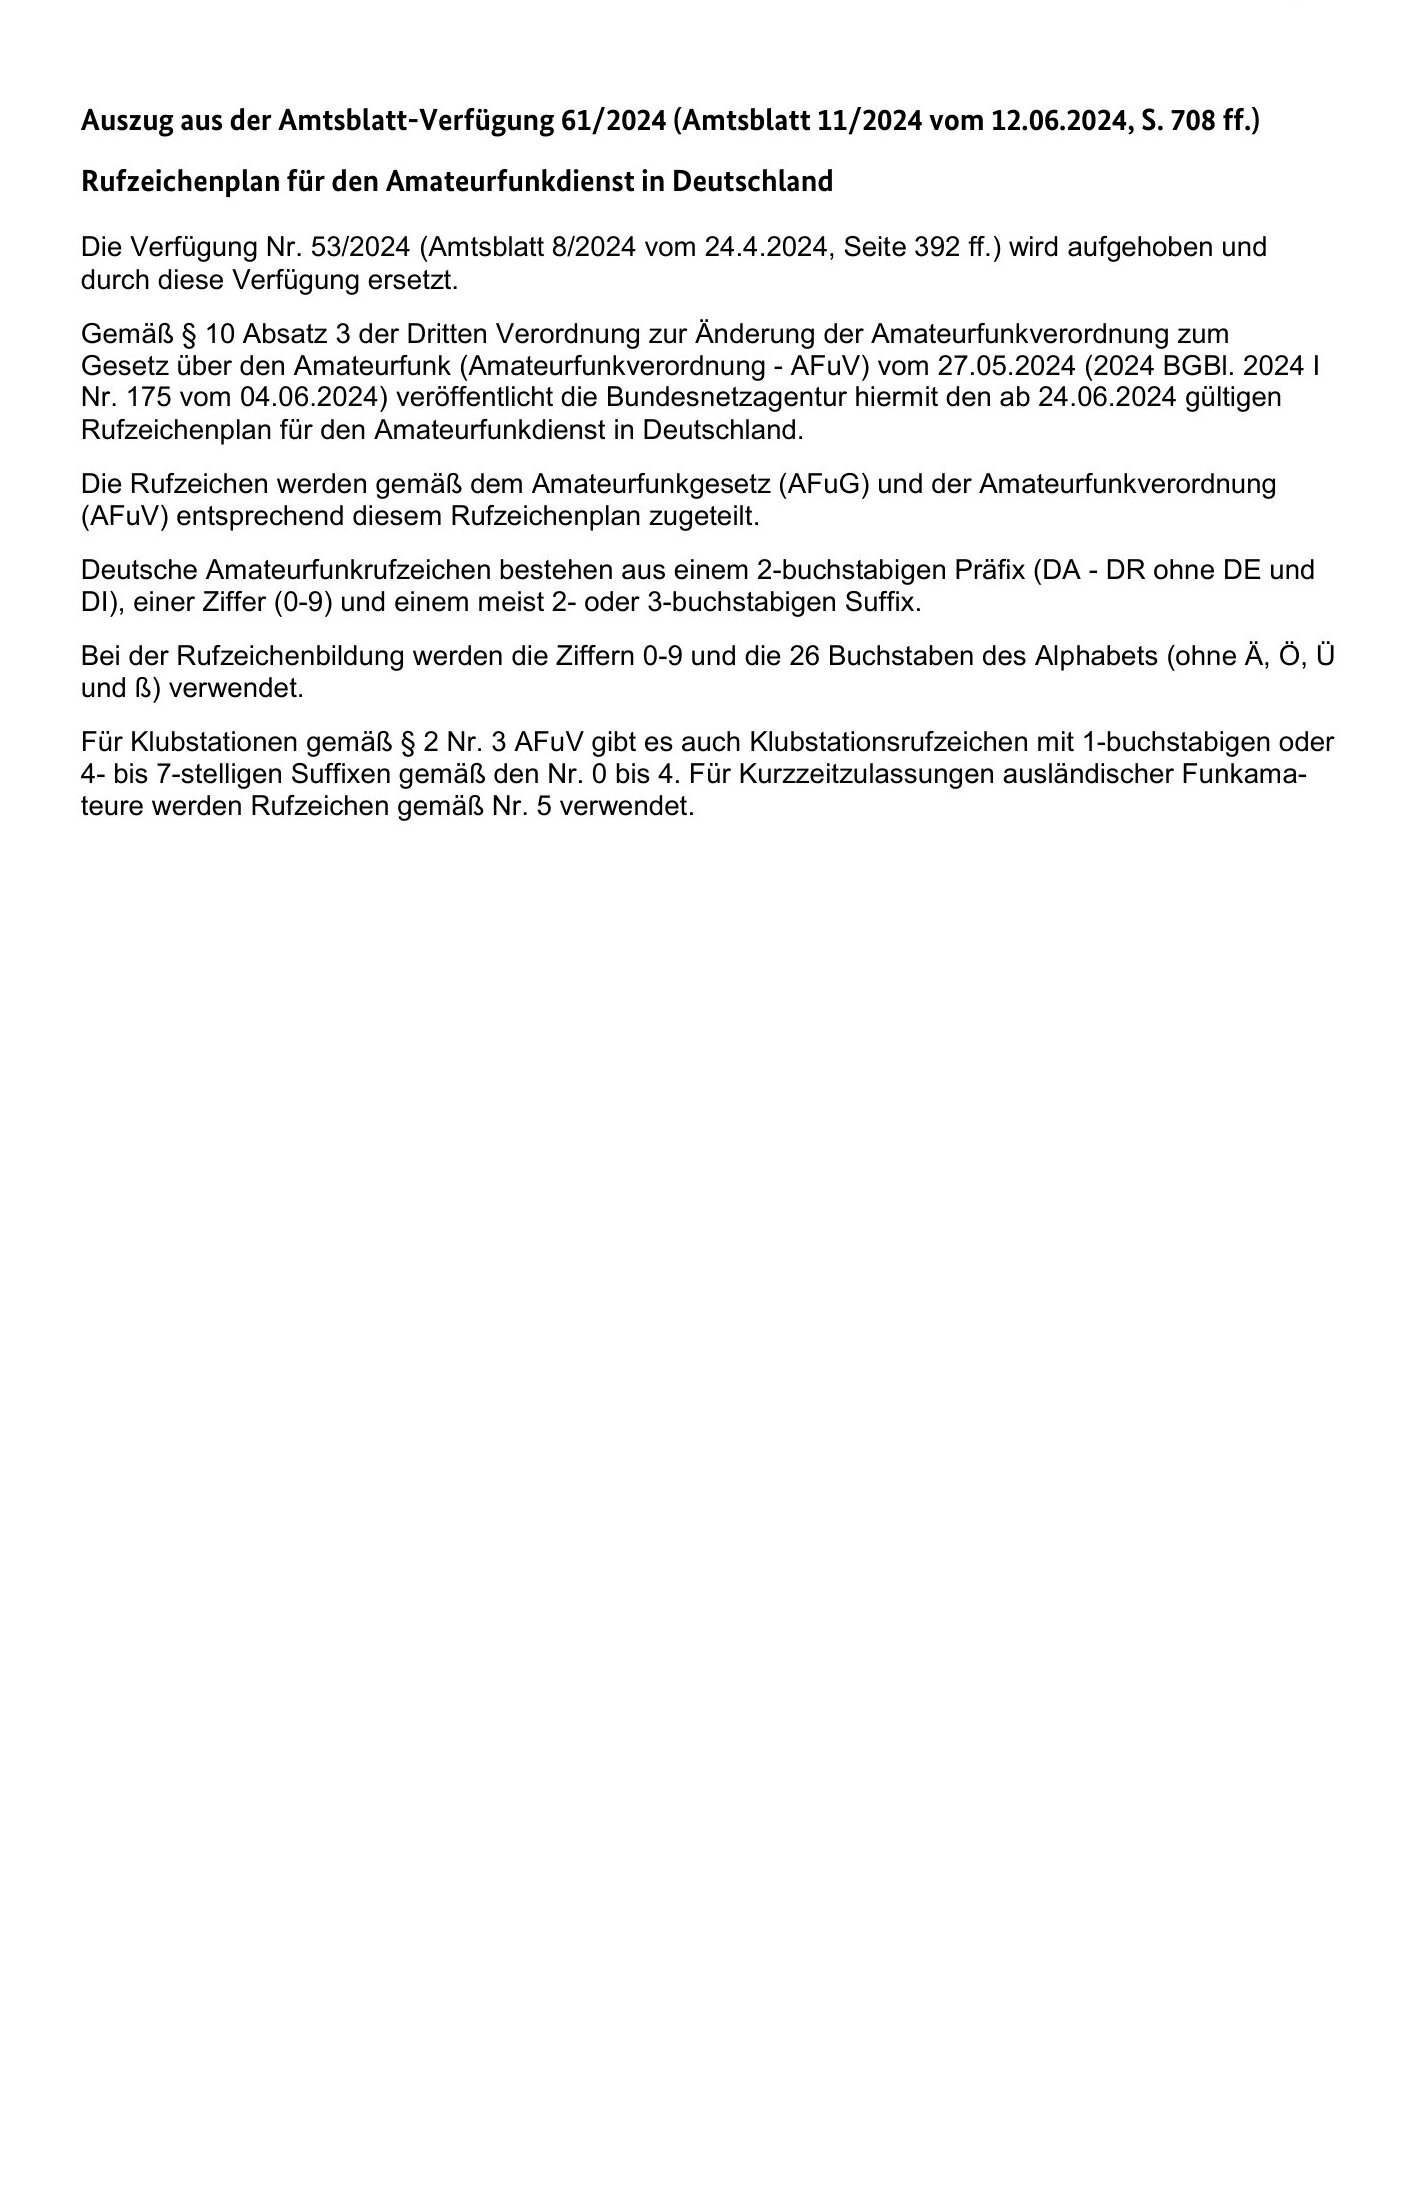 Auszug aus der Amtsblatt-Verfügung 61/2024 (Amtsblatt 11/2024 vom 12.06.2024, S. 708 ff.)
Rufzeichenplan für den Amateurfunkdienst in Deutschland
Die Verfügung Nr. 53/2024 (Amtsblatt 8/2024 vom 24.4.2024, Seite 392 ff.) wird aufgehoben und
durch diese Verfügung ersetzt.
Gemäß § 10 Absatz 3 der Dritten Verordnung zur Änderung der Amateurfunkverordnung zum
Gesetz über den Amateurfunk (Amateurfunkverordnung - AFuV) vom 27.05.2024 (2024 BGBl. 2024 I
Nr. 175 vom 04.06.2024) veröffentlicht die Bundesnetzagentur hiermit den ab 24.06.2024 gültigen
Rufzeichenplan für den Amateurfunkdienst in Deutschland.
Die Rufzeichen werden gemäß dem Amateurfunkgesetz (AFuG) und der Amateurfunkverordnung
(AFuV) entsprechend diesem Rufzeichenplan zugeteilt.
Deutsche Amateurfunkrufzeichen bestehen aus einem 2-buchstabigen Präfix (DA - DR ohne DE und
DI), einer Ziffer (0-9) und einem meist 2- oder 3-buchstabigen Suffix.
Bei der Rufzeichenbildung werden die Ziffern 0-9 und die 26 Buchstaben des Alphabets (ohne Ä, Ö, Ü
und ß) verwendet.
Für Klubstationen gemäß § 2 Nr. 3 AFuV gibt es auch Klubstationsrufzeichen mit 1-buchstabigen oder
4- bis 7-stelligen Suffixen gemäß den Nr. 0 bis 4. Für Kurzzeitzulassungen ausländischer Funkama-
teure werden Rufzeichen gemäß Nr. 5 verwendet.